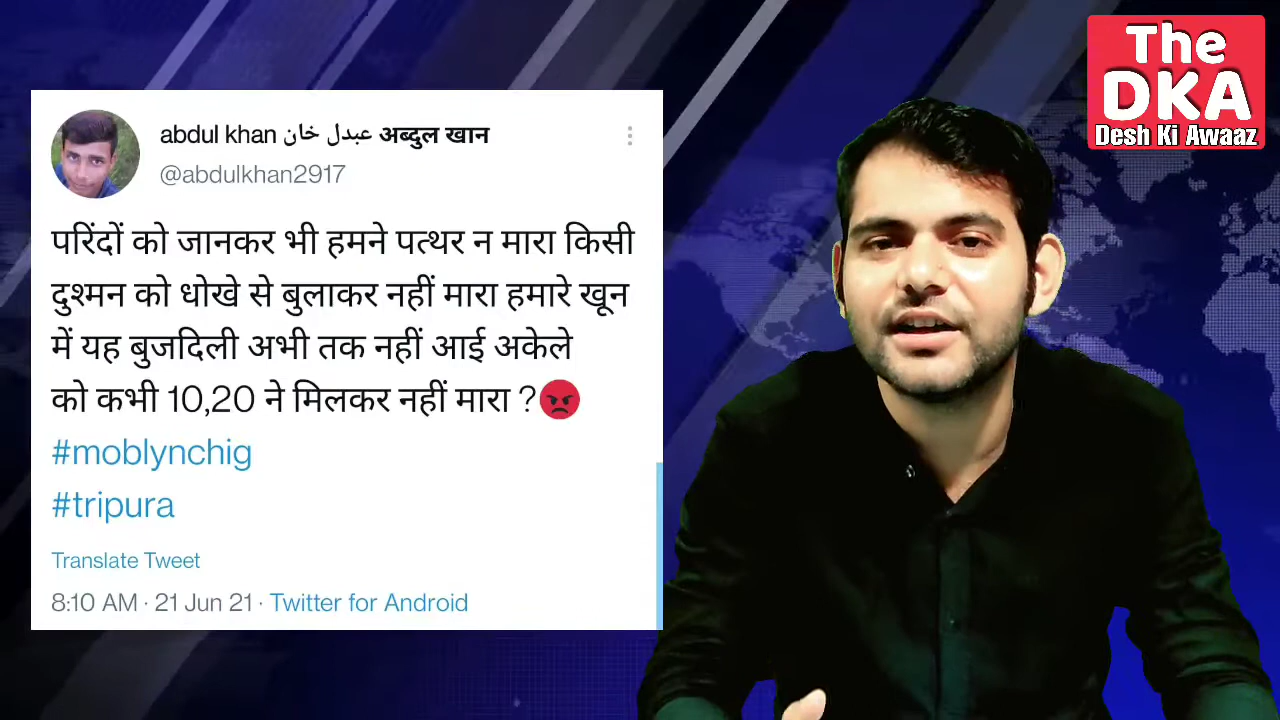 The
DKA
Desh Ki Awaaz
abdul khan عبدل خان अब्दुल खान
@abdulkhan2917
परिंदों को जानकर भी हमने पत्थर न मारा किसी
दुश्मन को धोखे से बुलाकर नहीं मारा हमारे खून
में यह बुजदिली अभी तक नहीं आई अकेले
को कभी 10,20 ने मिलकर नहीं मारा ?😡
#moblynchig
#tripura
Translate Tweet
8:10 AM · 21 Jun 21 · Twitter for Android